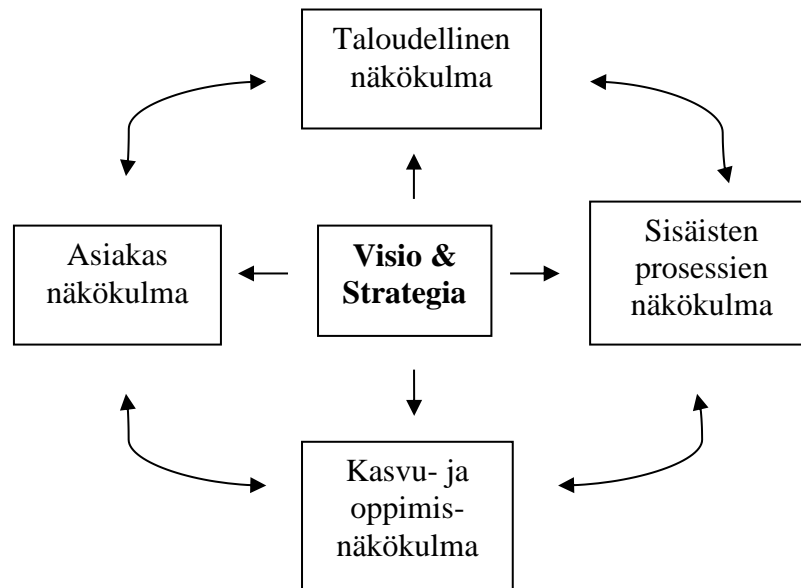 Taloudellinen
näkökulma
Asiakas
näkökulma
Visio &
Strategia
Sisäisten
prosessien
näkökulma
Kasvu- ja
oppimis-
näkökulma